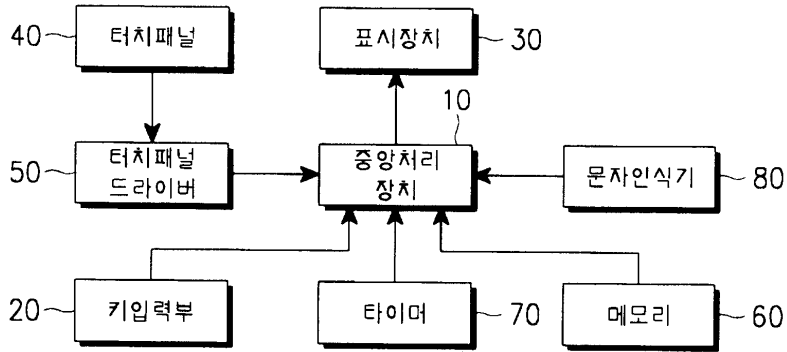 40 터치패널
표시장치 30
10
50 터치패널
드라이버
중앙처리
장치
문자인식기 80
20 키입력부
타이머 70
메모리 60